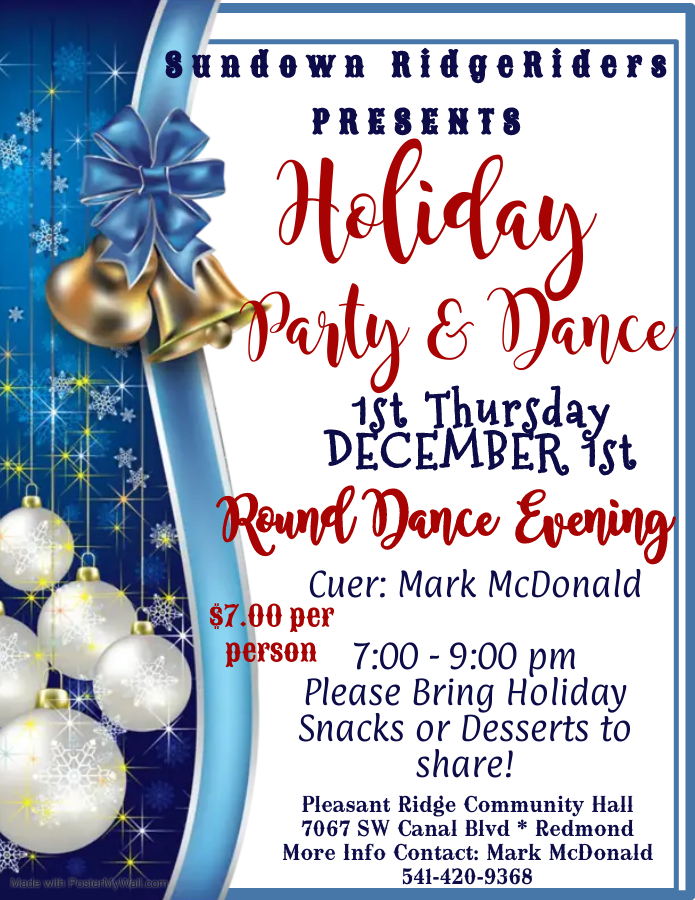 Sundown RidgeRiders
PRESENTS
Holiday
Party & Dance
1st Thursday
DECEMBER 1st
Round Dance Evening
Cuer: Mark McDonald
$7.00 per
person
7:00 - 9:00 pm
Please Bring Holiday
Snacks or Desserts to
share!
Pleasant Ridge Community Hall
7067 SW Canal Blvd * Redmond
More Info Contact: Mark McDonald
541-420-9368
Made with PosterMyWall.com